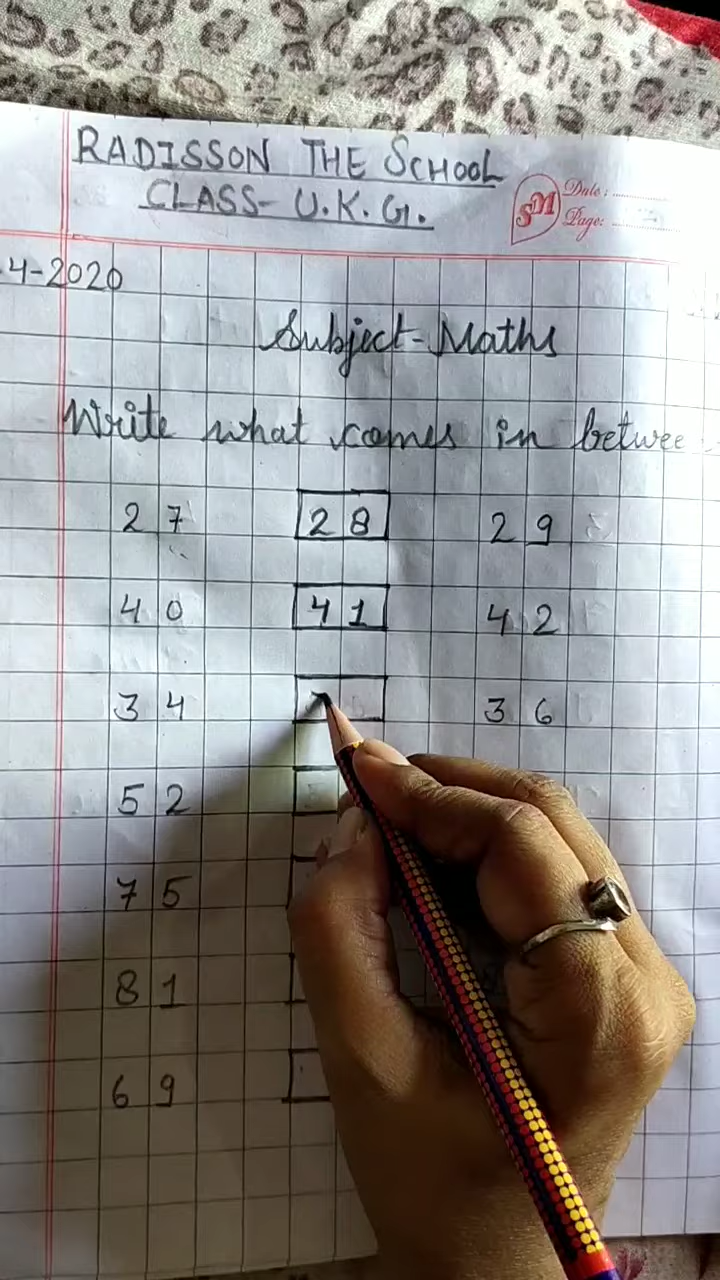 RADISSON THE SCHOOL
CLASS- U.K.G.
SM
Date:
Page:
4-2020
Subject-Maths
Write what comes in betwee
27 28 29
40 41 42
34 36
52
75
81
69